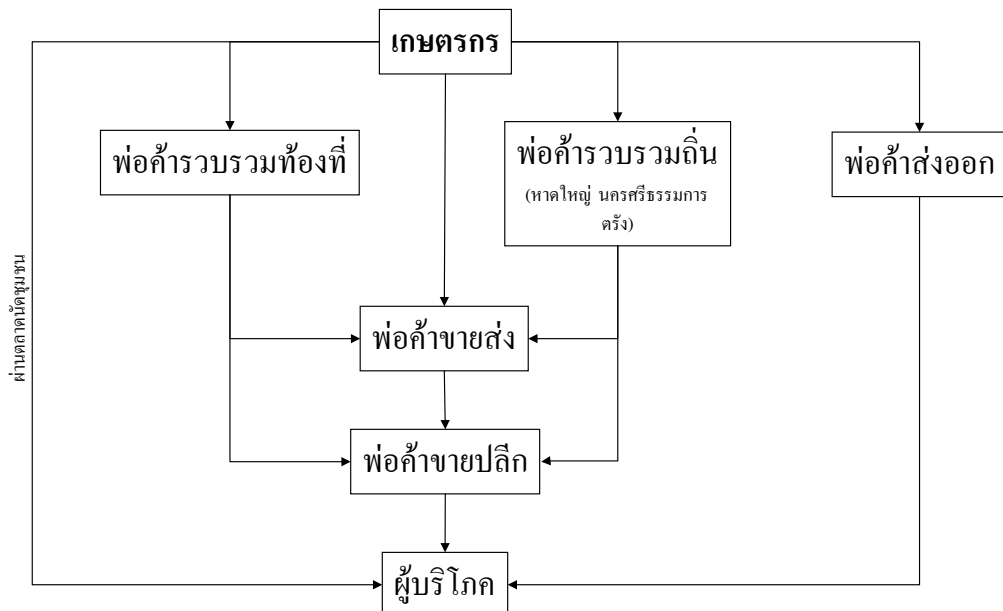 เกษตรกร
พ่อค้ารวบรวมท้องที่
พ่อค้ารวบรวมถิ่น
(หาดใหญ่ นครศรีธรรมการ
ตรัง)
พ่อค้าส่งออก
ผ่านตลาดนัดชุมชน
พ่อค้าขายส่ง
พ่อค้าขายปลีก
ผู้บริโภค